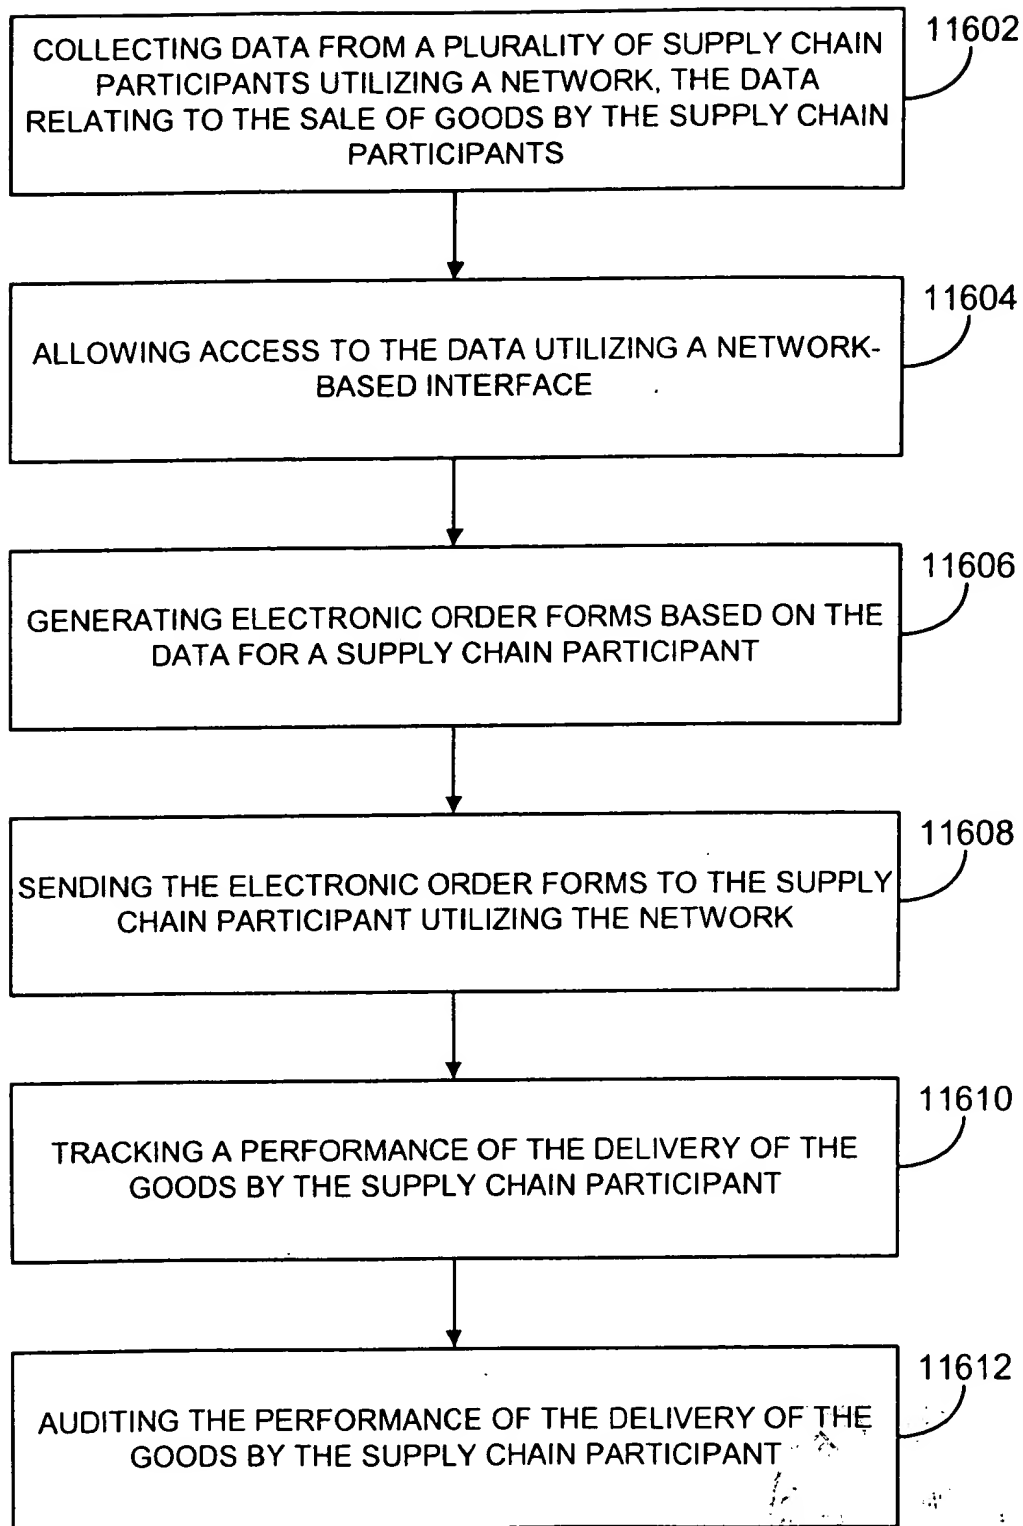 11602
COLLECTING DATA FROM A PLURALITY OF SUPPLY CHAIN
PARTICIPANTS UTILIZING A NETWORK, THE DATA
RELATING TO THE SALE OF GOODS BY THE SUPPLY CHAIN
PARTICIPANTS
11604
ALLOWING ACCESS TO THE DATA UTILIZING A NETWORK-
BASED INTERFACE
11606
GENERATING ELECTRONIC ORDER FORMS BASED ON THE
DATA FOR A SUPPLY CHAIN PARTICIPANT
11608
SENDING THE ELECTRONIC ORDER FORMS TO THE SUPPLY
CHAIN PARTICIPANT UTILIZING THE NETWORK
11610
TRACKING A PERFORMANCE OF THE DELIVERY OF THE
GOODS BY THE SUPPLY CHAIN PARTICIPANT
11612
AUDITING THE PERFORMANCE OF THE DELIVERY OF THE
GOODS BY THE SUPPLY CHAIN PARTICIPANT